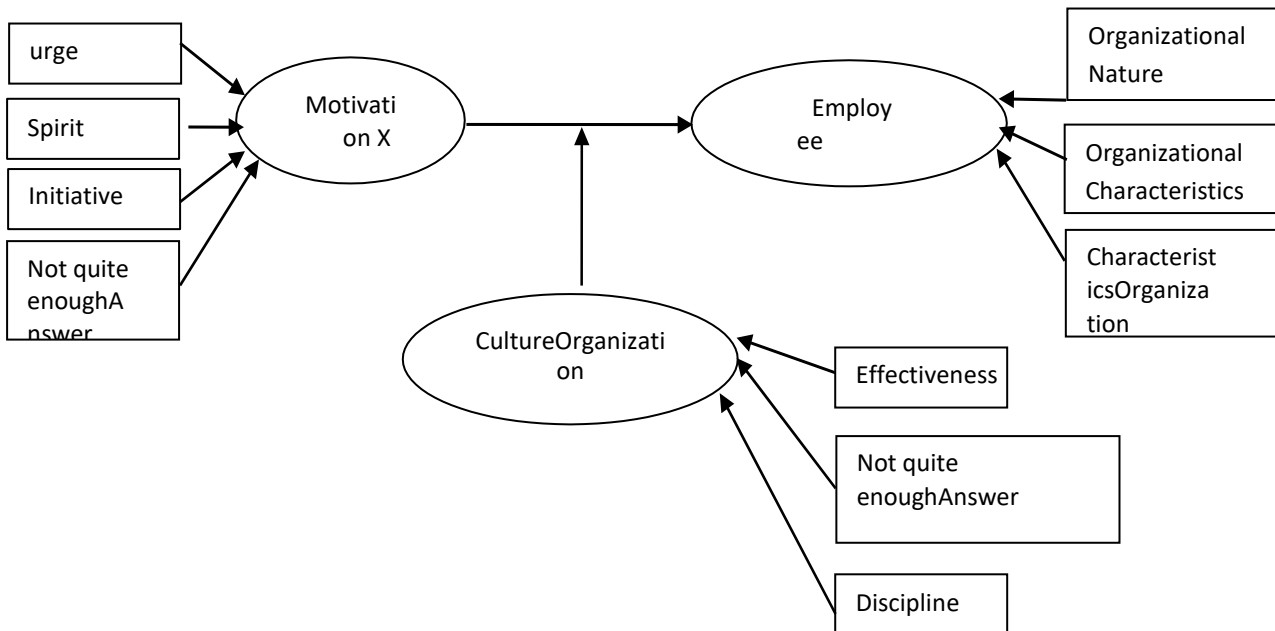 urge
Spirit
Initiative
Not quite
enoughA
nswer
Motivati
on X
Employ
ee
Organizational
Nature
Organizational
Characteristics
Characterist
icsOrganiza
tion
CultureOrganizati
on
Effectiveness
Not quite
enoughAnswer
Discipline